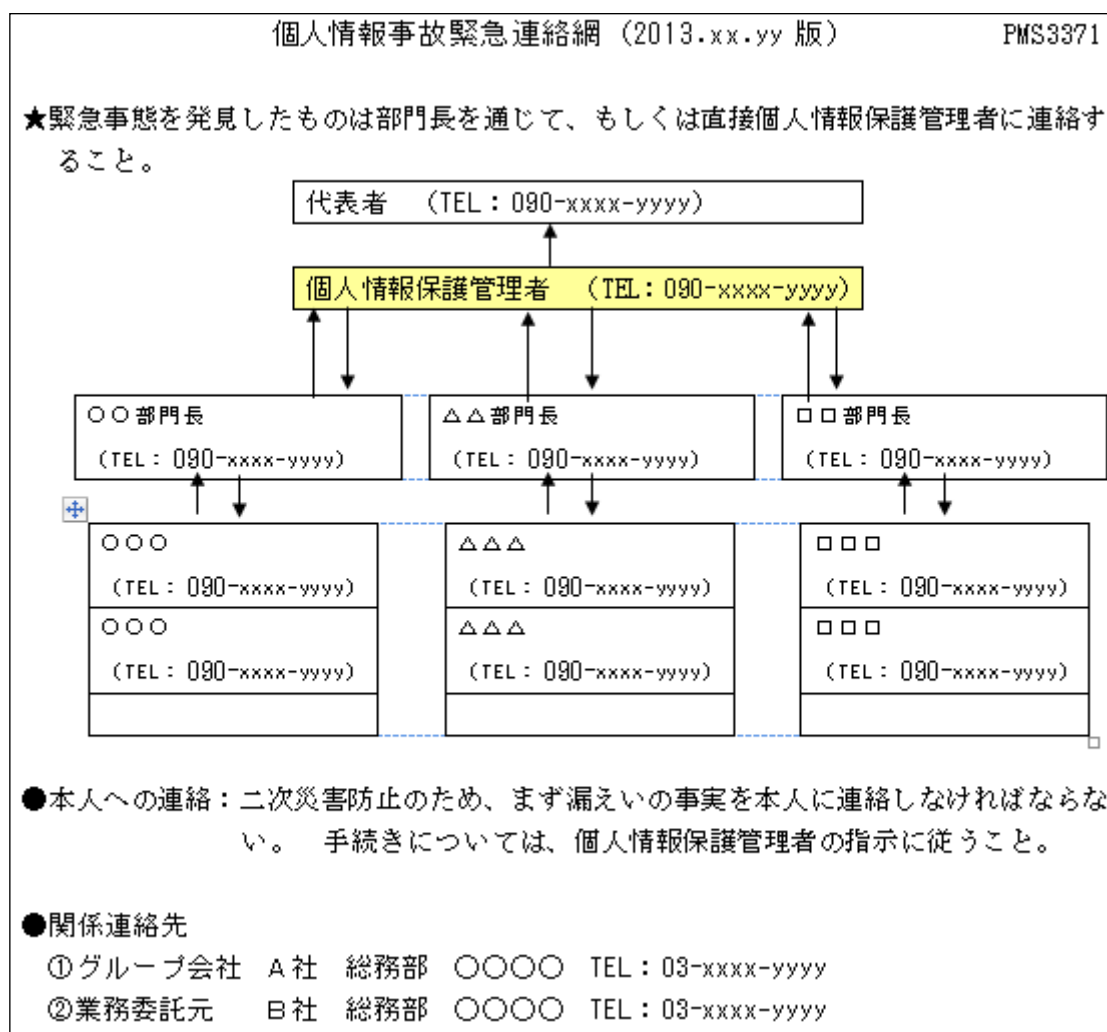 個人情報事故緊急連絡網（2013.xx.yy 版） PMS3371
★緊急事態を発見したものは部門長を通じて、もしくは直接個人情報保護管理者に連絡す
ること。
代表者　（TEL：090-xxxx-yyyy）
個人情報保護管理者　（TEL：090-xxxx-yyyy）
○○部門長 △△部門長 □□部門長
（TEL：090-xxxx-yyyy） （TEL：090-xxxx-yyyy） （TEL：090-xxxx-yyyy）
○○○ △△△ □□□
（TEL：090-xxxx-yyyy） （TEL：090-xxxx-yyyy） （TEL：090-xxxx-yyyy）
○○○ △△△ □□□
（TEL：090-xxxx-yyyy） （TEL：090-xxxx-yyyy） （TEL：090-xxxx-yyyy）
●本人への連絡：二次災害防止のため、まず漏えいの事実を本人に連絡しなければならな
い。　手続きについては、個人情報保護管理者の指示に従うこと。
●関係連絡先
①グループ会社　A社　総務部　○○○○　TEL：03-xxxx-yyyy
②業務委託元　B社　総務部　○○○○　TEL：03-xxxx-yyyy